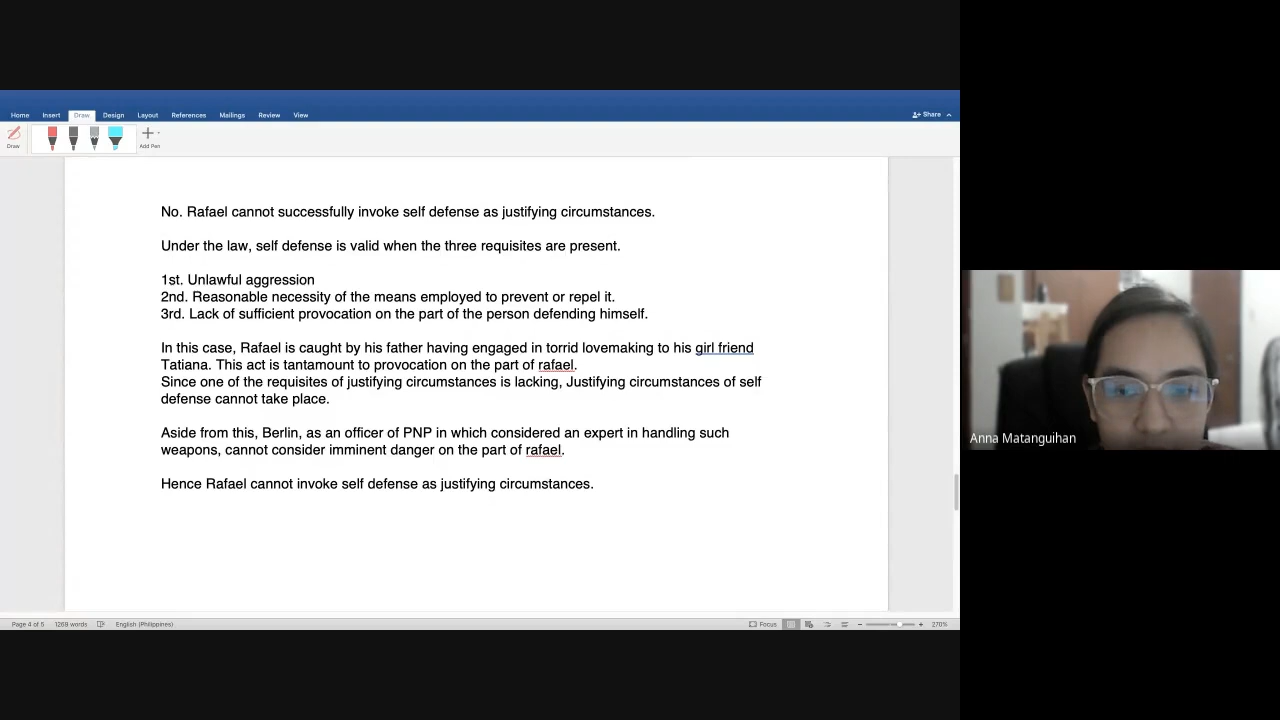 Home Insert Draw Design Layout References Mailings Review View Share
Draw Add Pen
No. Rafael cannot successfully invoke self defense as justifying circumstances.
Under the law, self defense is valid when the three requisites are present.
1st. Unlawful aggression
2nd. Reasonable necessity of the means employed to prevent or repel it.
3rd. Lack of sufficient provocation on the part of the person defending himself.
In this case, Rafael is caught by his father having engaged in torrid lovemaking to his girl friend
Tatiana. This act is tantamount to provocation on the part of rafael.
Since one of the requisites of justifying circumstances is lacking, Justifying circumstances of self
defense cannot take place.
Aside from this, Berlin, as an officer of PNP in which considered an expert in handling such
weapons, cannot consider imminent danger on the part of rafael.
Hence Rafael cannot invoke self defense as justifying circumstances.
Page 4 of 5 1269 words English (Philippines) Focus 270%
Anna Matanguihan